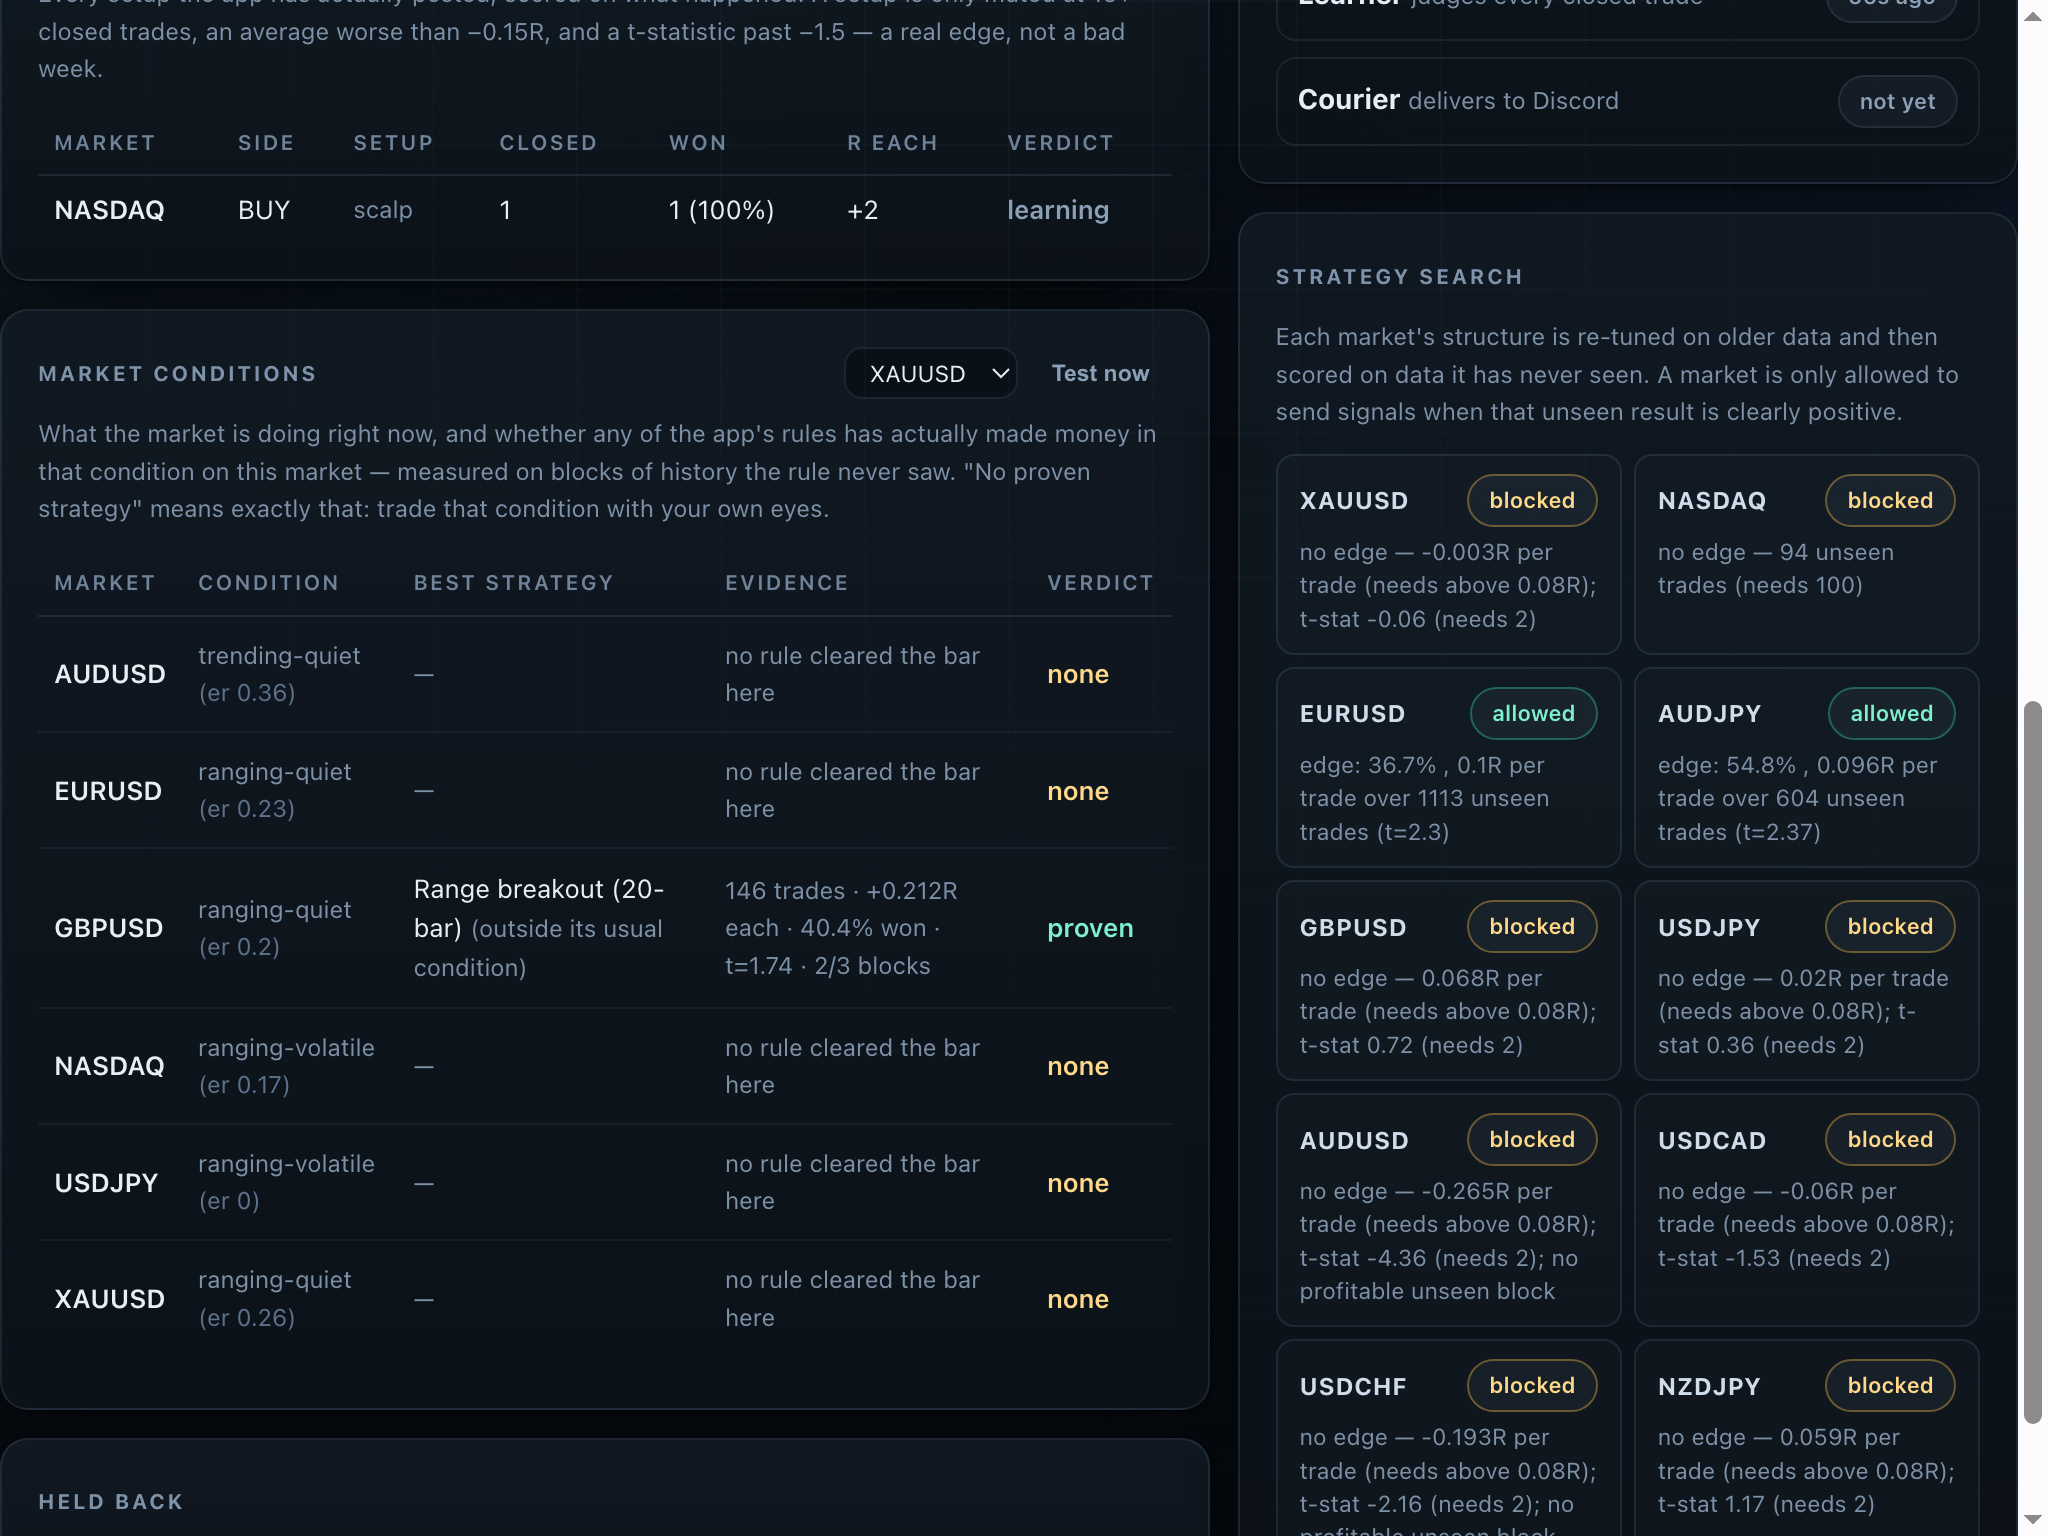 closed trades, an average worse than −0.15R, and a t-statistic past −1.5 — a real edge, not a bad
week.
MARKET SIDE SETUP CLOSED WON R EACH VERDICT
NASDAQ BUY scalp 1 1 (100%) +2 learning
MARKET CONDITIONS XAUUSD Test now
What the market is doing right now, and whether any of the app's rules has actually made money in
that condition on this market — measured on blocks of history the rule never saw. "No proven
strategy" means exactly that: trade that condition with your own eyes.
MARKET CONDITION BEST STRATEGY EVIDENCE VERDICT
AUDUSD trending-quiet (er 0.36) — no rule cleared the bar here none
EURUSD ranging-quiet (er 0.23) — no rule cleared the bar here none
GBPUSD ranging-quiet (er 0.2) Range breakout (20-bar) (outside its usual condition) 146 trades · +0.212R each · 40.4% won · t=1.74 · 2/3 blocks proven
NASDAQ ranging-volatile (er 0.17) — no rule cleared the bar here none
USDJPY ranging-volatile (er 0) — no rule cleared the bar here none
XAUUSD ranging-quiet (er 0.26) — no rule cleared the bar here none
HELD BACK
Courier delivers to Discord not yet
STRATEGY SEARCH
Each market's structure is re-tuned on older data and then
scored on data it has never seen. A market is only allowed to
send signals when that unseen result is clearly positive.
XAUUSD blocked
no edge — -0.003R per
trade (needs above 0.08R);
t-stat -0.06 (needs 2)
NASDAQ blocked
no edge — 94 unseen
trades (needs 100)
EURUSD allowed
edge: 36.7% , 0.1R per
trade over 1113 unseen
trades (t=2.3)
AUDJPY allowed
edge: 54.8% , 0.096R per
trade over 604 unseen
trades (t=2.37)
GBPUSD blocked
no edge — 0.068R per
trade (needs above 0.08R);
t-stat 0.72 (needs 2)
USDJPY blocked
no edge — 0.02R per trade
(needs above 0.08R); t-
stat 0.36 (needs 2)
AUDUSD blocked
no edge — -0.265R per
trade (needs above 0.08R);
t-stat -4.36 (needs 2); no
profitable unseen block
USDCAD blocked
no edge — -0.06R per
trade (needs above 0.08R);
t-stat -1.53 (needs 2)
USDCHF blocked
no edge — -0.193R per
trade (needs above 0.08R);
t-stat -2.16 (needs 2); no
NZDJPY blocked
no edge — 0.059R per
trade (needs above 0.08R);
t-stat 1.17 (needs 2)